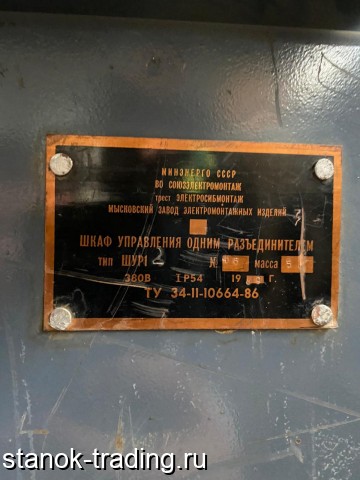 МИНЭНЕРГО СССР
ВО СОЮЗЭЛЕКТРОМОНТАЖ
трест ЭЛЕКТРОСИБМОНТАЖ
МЫСКОВСКИЙ ЗАВОД ЭЛЕКТРОМОНТАЖНЫХ ИЗДЕЛИЙ
ШКАФ УПРАВЛЕНИЯ ОДНИМ РАЗЪЕДИНИТЕЛЕМ
тип ШУР1 № масса
380В IP54 19 Г.
ТУ 34-11-10664-86
stanok-trading.ru